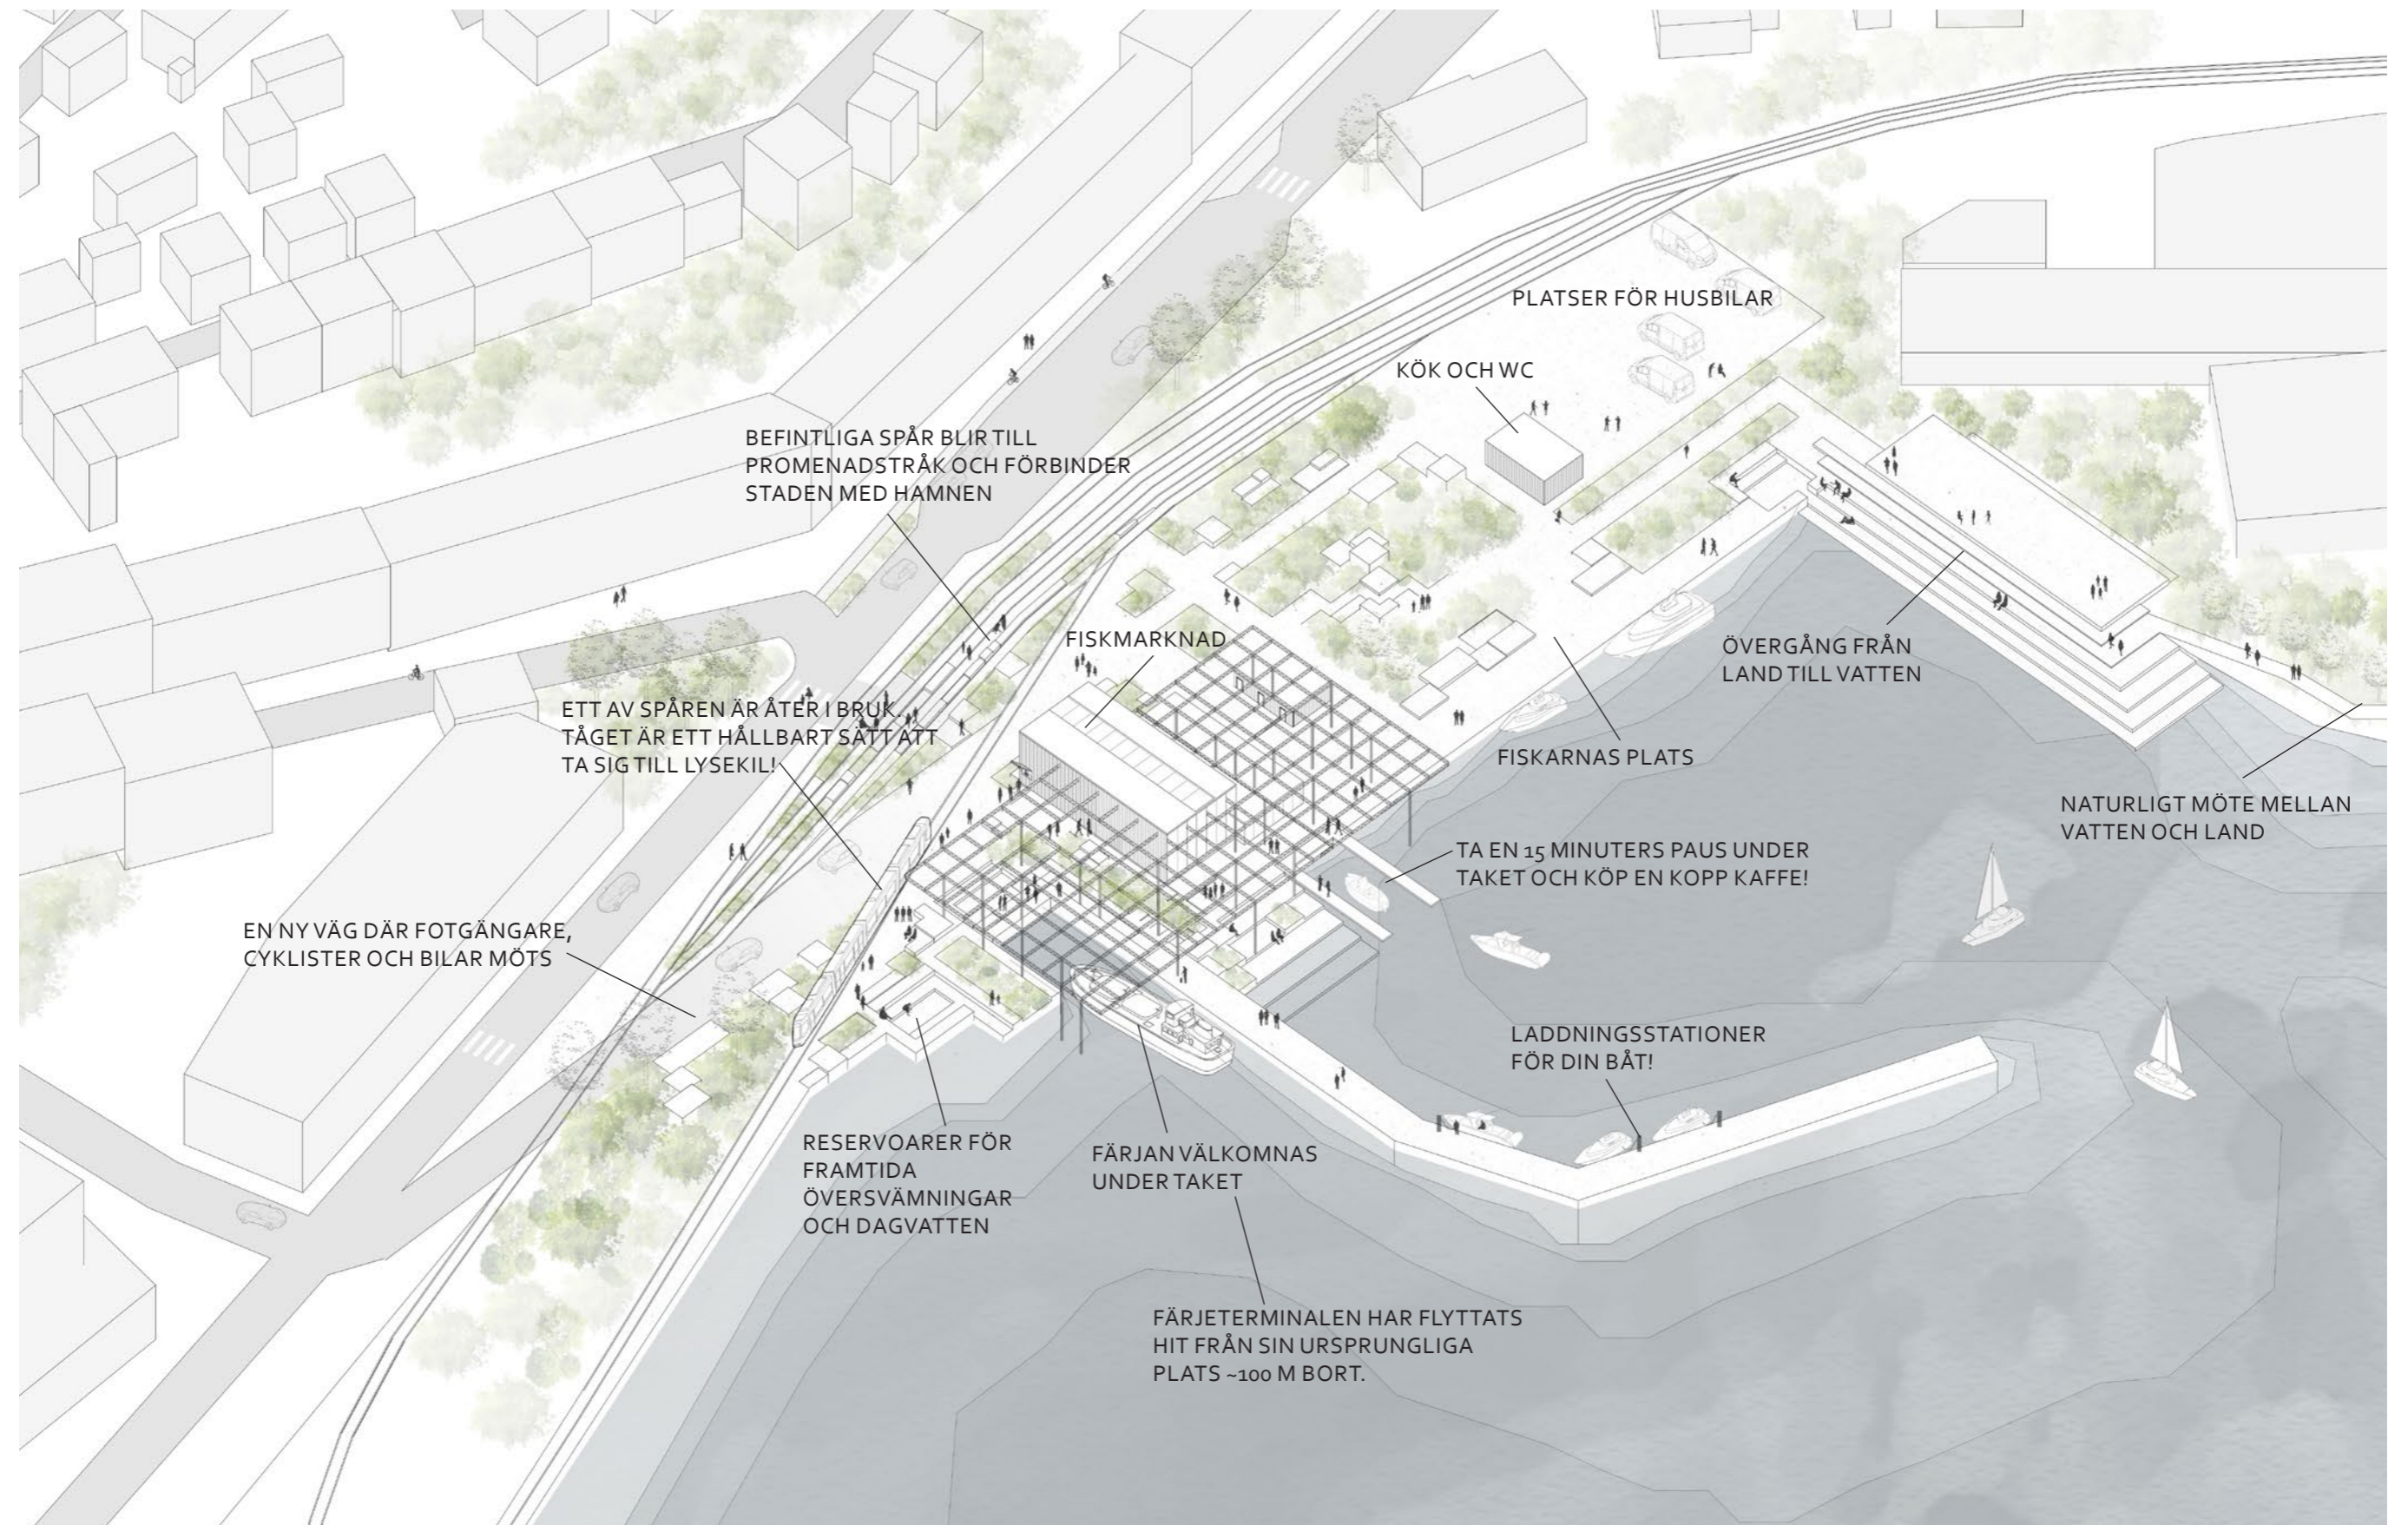 PLATSER FÖR HUSBILAR
KÖK OCH WC
BEFINTLIGA SPÅR BLIR TILL
PROMENADSTRÅK OCH FÖRBINDER
STADEN MED HAMNEN
FISKMARKNAD
ÖVERGÅNG FRÅN
LAND TILL VATTEN
ETT AV SPÅREN ÄR ÅTER I BRUK.
TÅGET ÄR ETT HÅLLBART SÄTT ATT
TA SIG TILL LYSEKIL!
FISKARNAS PLATS
NATURLIGT MÖTE MELLAN
VATTEN OCH LAND
TA EN 15 MINUTERS PAUS UNDER
TAKET OCH KÖP EN KOPP KAFFE!
EN NY VÄG DÄR FOTGÄNGARE,
CYKLISTER OCH BILAR MÖTS
LADDNINGSSTATIONER
FÖR DIN BÅT!
RESERVOARER FÖR
FRAMTIDA
ÖVERSVÄMNINGAR
OCH DAGVATTEN
FÄRJAN VÄLKOMNAS
UNDER TAKET
FÄRJETERMINALEN HAR FLYTTATS
HIT FRÅN SIN URSPRUNGLIGA
PLATS ~100 M BORT.